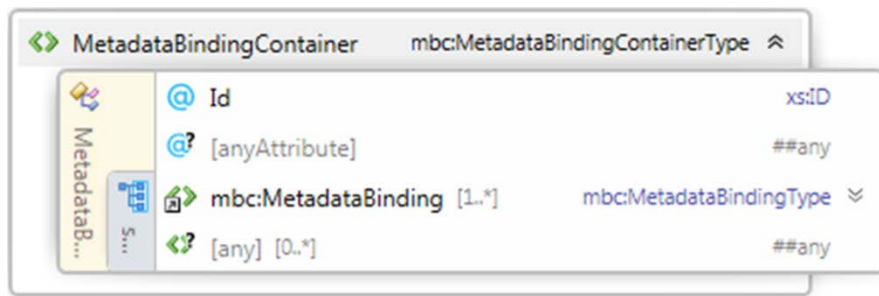 MetadataBindingContainer mbc:MetadataBindingContainerType
MetadataB...
S...
@ Id xs:ID
@? [anyAttribute] ##any
mbc:MetadataBinding [1..*] mbc:MetadataBindingType
<>? [any] [0..*] ##any